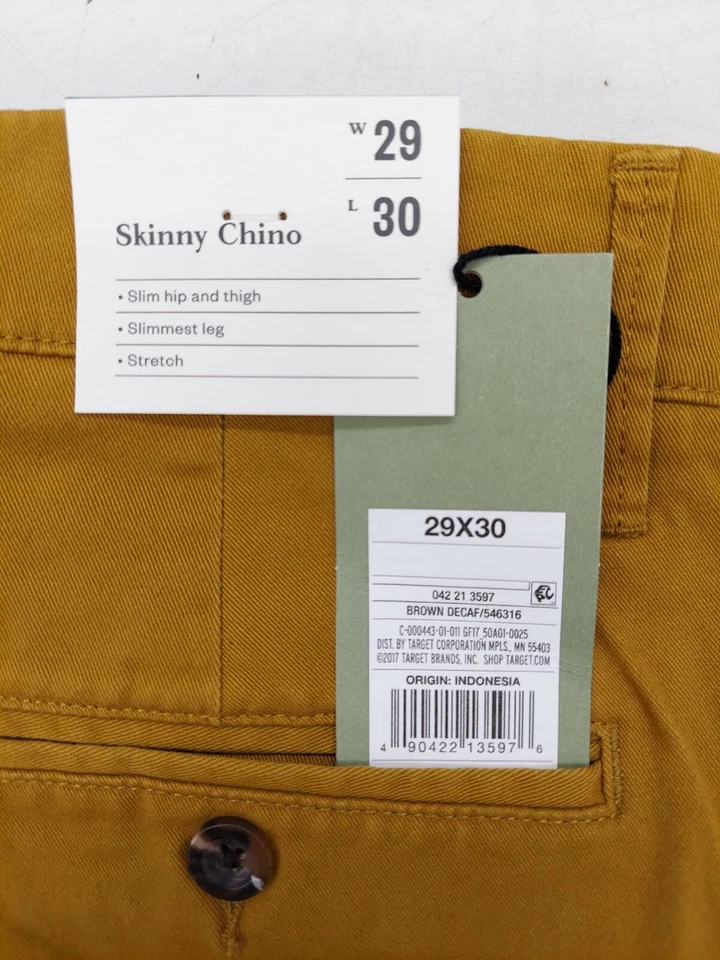 W 29
L 30
Skinny Chino
• Slim hip and thigh
• Slimmest leg
• Stretch
29X30
042 21 3597
BROWN DECAF/546316
C-000443-01-011 GF17_50AG1-0025
DIST. BY TARGET CORPORATION MPLS., MN 55403
©2017 TARGET BRANDS, INC. SHOP TARGET.COM
ORIGIN: INDONESIA
4 90422 13597 6